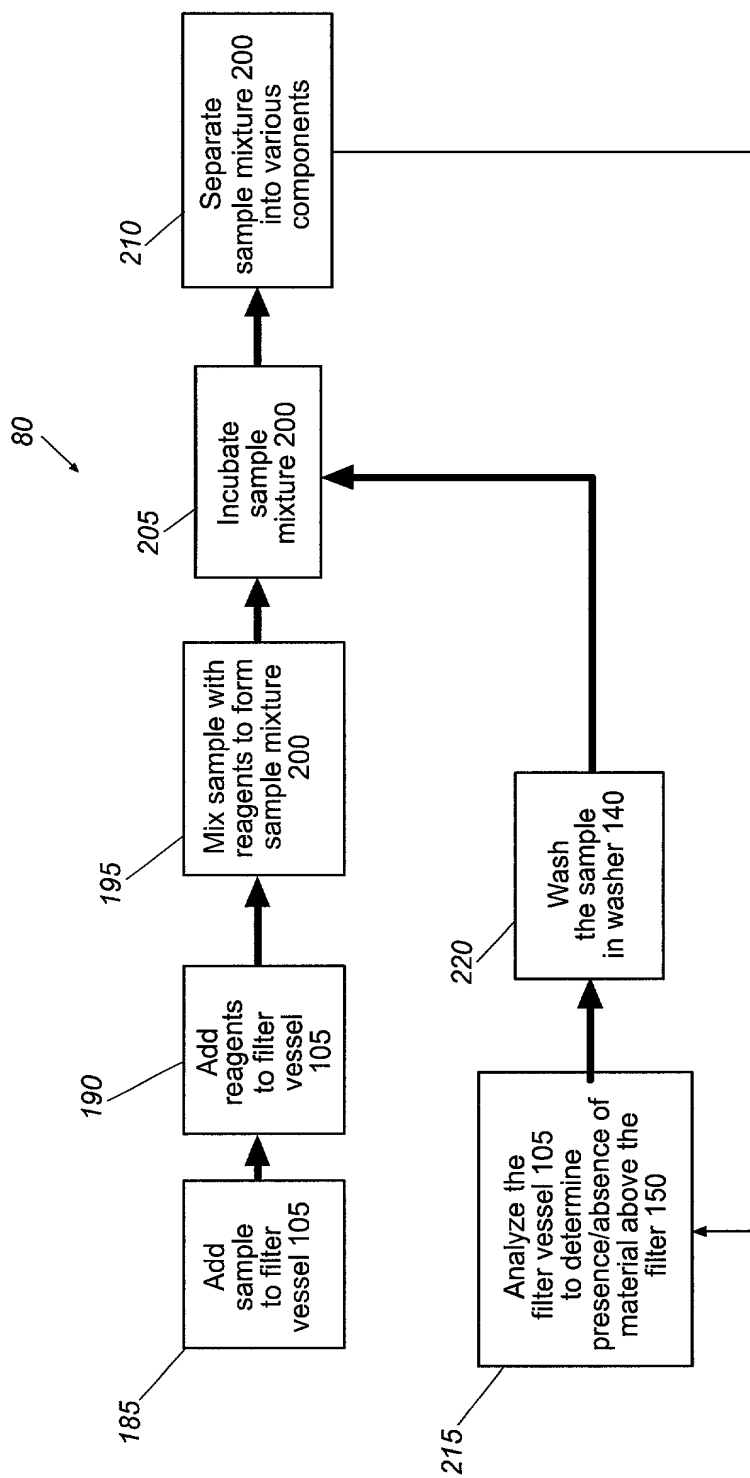 80
185
Add
sample
to filter
vessel 105
190
Add
reagents
to filter
vessel
105
195
Mix sample with
reagents to form
sample mixture
200
205
Incubate
sample
mixture 200
210
Separate
sample mixture 200
into various
components
215
Analyze the
filter vessel 105
to determine
presence/absence of
material above the
filter 150
220
Wash
the sample
in washer 140